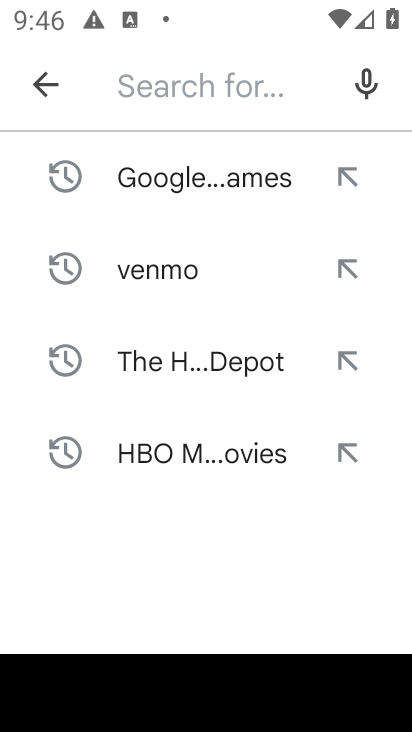 9:46
Search for...
Google...ames
venmo
The H...Depot
HBO M...ovies